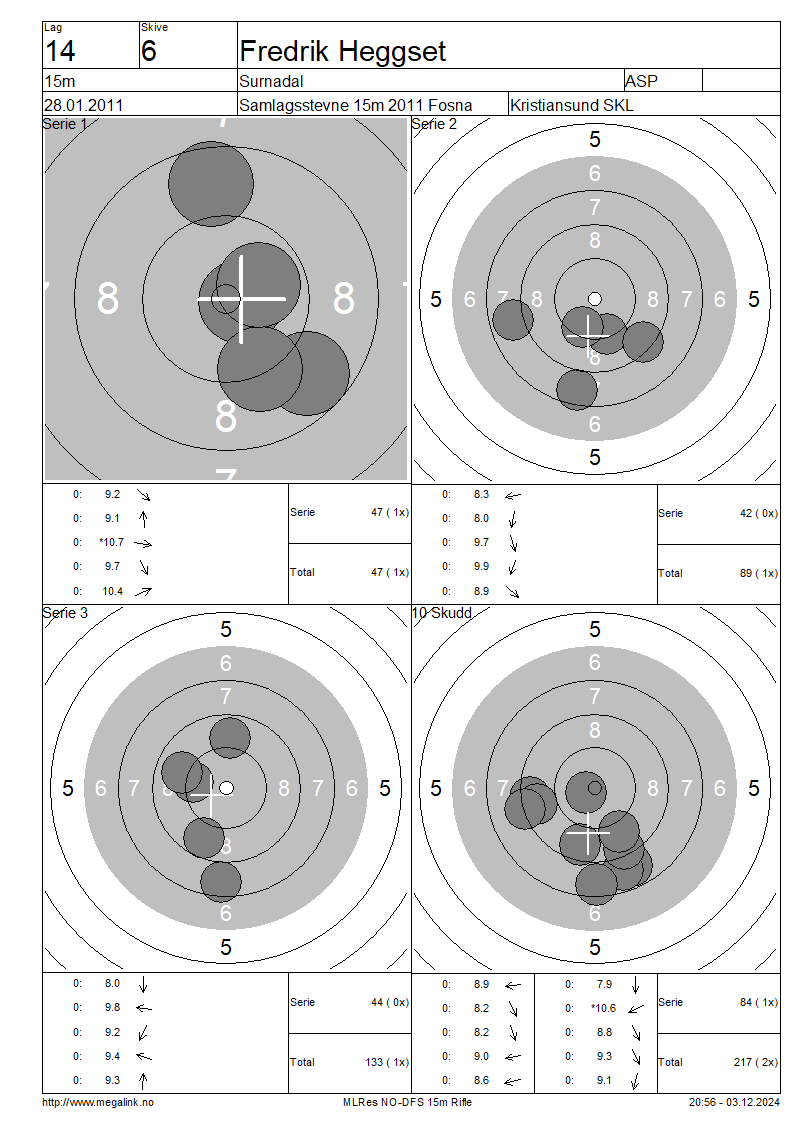 Lag
Skive
14
6
Fredrik Heggset
15m
Surnadal
ASP
28.01.2011
Samlagsstevne 15m 2011 Fosna
Kristiansund SKL
Serie 1
7
8 8
8
7
0: 9.2
0: 9.1
0: *10.7
0: 9.7
0: 10.4
Serie 47 ( 1x)
Total 47 ( 1x)
Serie 2
5
6
7
8
5 6 7 8 8 7 6 5
8
6
5
0: 8.3
0: 8.0
0: 9.7
0: 9.9
0: 8.9
Serie 42 ( 0x)
Total 89 ( 1x)
Serie 3
5
6
7
5 6 7 8 8 7 6 5
8
6
5
0: 8.0
0: 9.8
0: 9.2
0: 9.4
0: 9.3
Serie 44 ( 0x)
Total 133 ( 1x)
10 Skudd
5
6
7
8
5 6 7 8 7 6 5
6
5
0: 8.9
0: 8.2
0: 8.2
0: 9.0
0: 8.6
0: 7.9
0: *10.6
0: 8.8
0: 9.3
0: 9.1
Serie 84 ( 1x)
Total 217 ( 2x)
http://www.megalink.no
MLRes NO-DFS 15m Rifle
20:56 - 03.12.2024